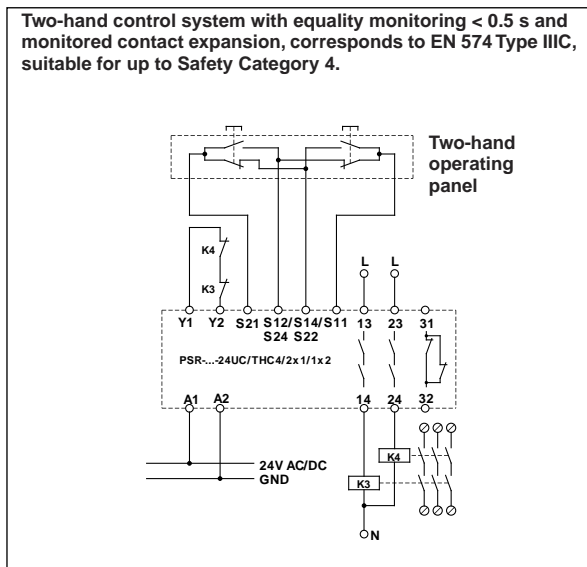 Two-hand control system with equality monitoring < 0.5 s and
monitored contact expansion, corresponds to EN 574 Type IIIC,
suitable for up to Safety Category 4.
Two-hand
operating
panel
K4
K3
L L
Y1 Y2 S21 S12/ S14/ S11 13 23 31
S24 S22
PSR-...-24UC/THC4/2x1/1x2
A1 A2 14 24 32
K4
24V AC/DC
GND
K3
N